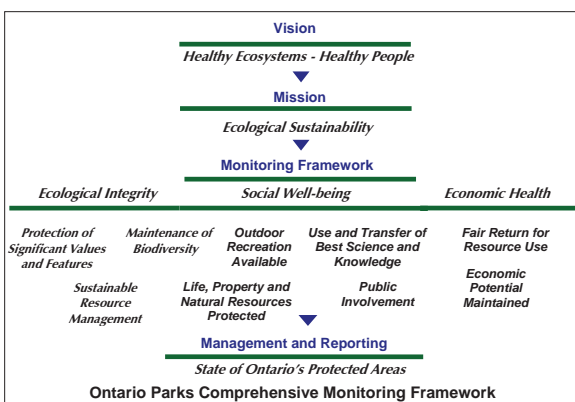 Vision
Healthy Ecosystems - Healthy People
Mission
Ecological Sustainability
Monitoring Framework
Ecological Integrity
Social Well-being
Economic Health
Protection of
Significant Values
and Features
Maintenance of
Biodiversity
Sustainable
Resource
Management
Outdoor
Recreation
Available
Use and Transfer of
Best Science and
Knowledge
Life, Property and
Natural Resources
Protected
Public
Involvement
Fair Return for
Resource Use
Economic
Potential
Maintained
Management and Reporting
State of Ontario's Protected Areas
Ontario Parks Comprehensive Monitoring Framework